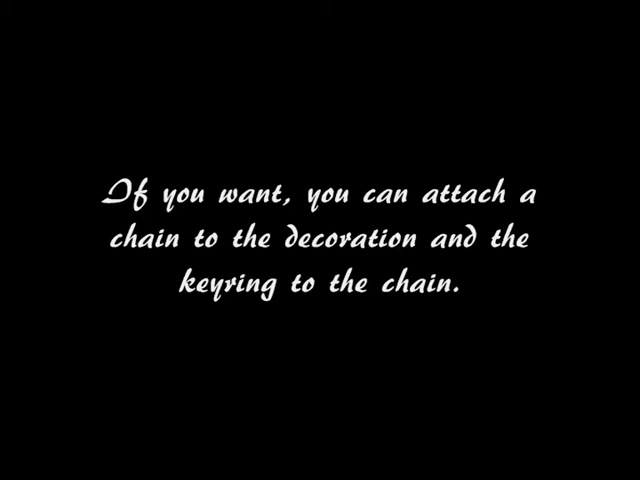 If you want, you can attach a
chain to the decoration and the
keyring to the chain.